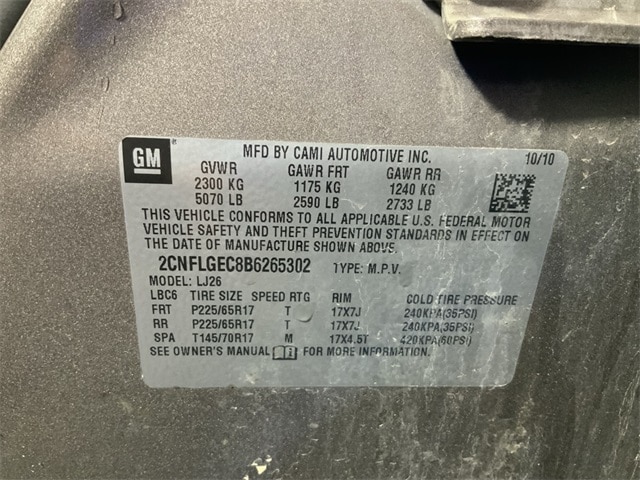 GM
MFD BY CAMI AUTOMOTIVE INC. 10/10
GVWR GAWR FRT GAWR RR
2300 KG 1175 KG 1240 KG
5070 LB 2590 LB 2733 LB
THIS VEHICLE CONFORMS TO ALL APPLICABLE U.S. FEDERAL MOTOR
VEHICLE SAFETY AND THEFT PREVENTION STANDARDS IN EFFECT ON
THE DATE OF MANUFACTURE SHOWN ABOVE.
2CNFLGEC8B6265302 TYPE: M.P.V.
MODEL: LJ26
LBC6 TIRE SIZE SPEED RTG RIM COLD TIRE PRESSURE
FRT P225/65R17 T 17X7J 240KPA(35PSI)
RR P225/65R17 T 17X7J 240KPA(35PSI)
SPA T145/70R17 M 17X4.5T 420KPA(60PSI)
SEE OWNER'S MANUAL FOR MORE INFORMATION.